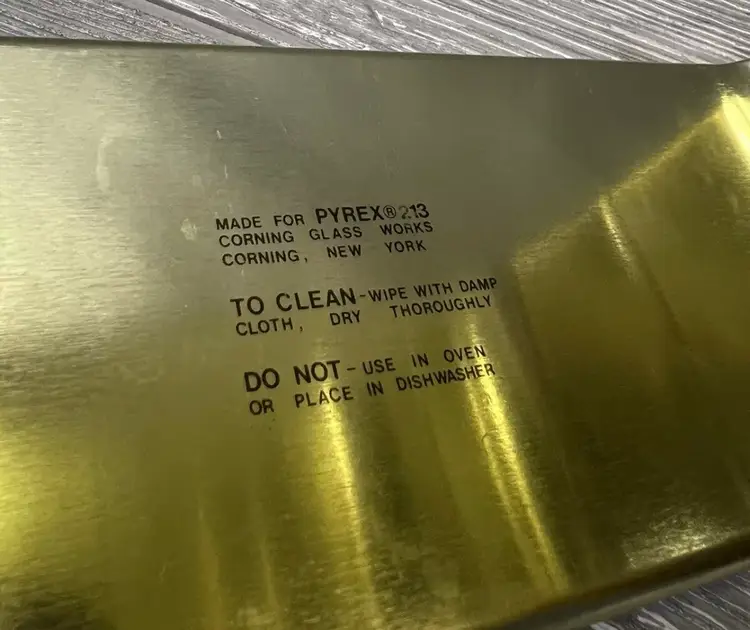 MADE FOR PYREX® 213
CORNING GLASS WORKS
CORNING, NEW YORK
TO CLEAN-WIPE WITH DAMP
CLOTH, DRY THOROUGHLY
DO NOT-USE IN OVEN
OR PLACE IN DISHWASHER